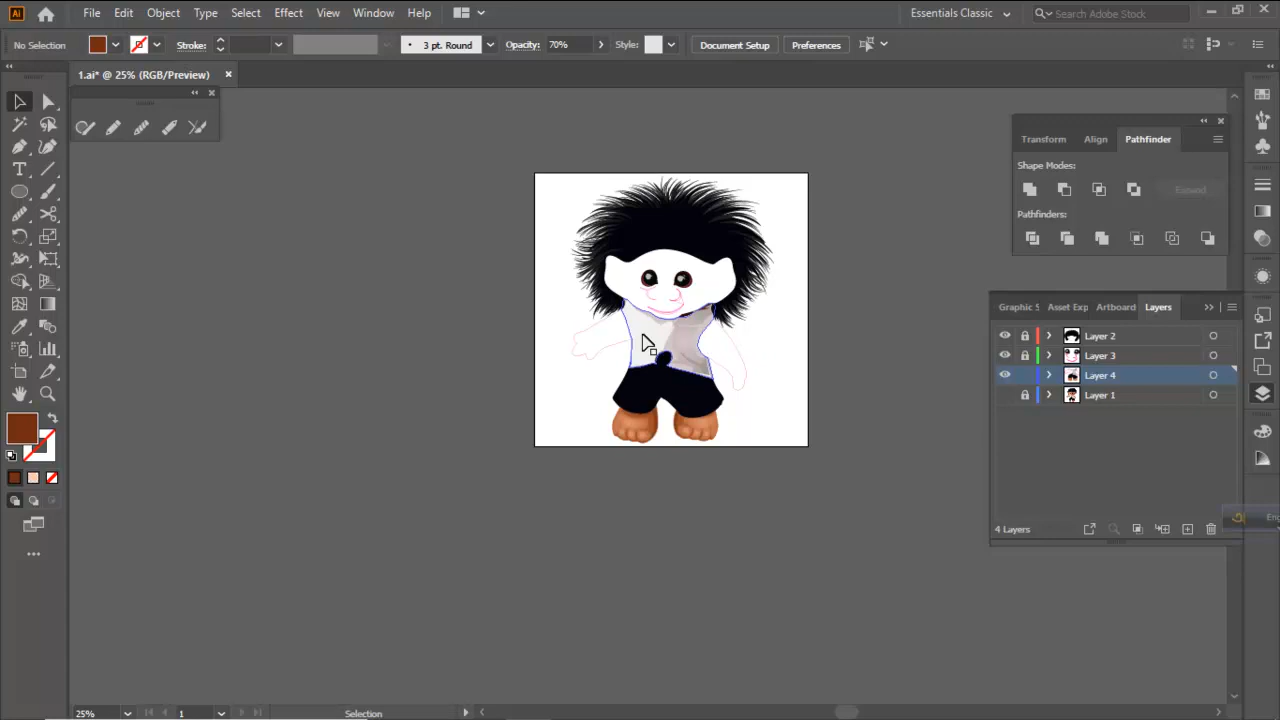 Ai File Edit Object Type Select Effect View Window Help Essentials Classic Search Adobe Stock
No Selection Stroke: 3 pt. Round Opacity: 70% Style: Document Setup Preferences
1.ai* @ 25% (RGB/Preview)
Transform Align Pathfinder
Shape Modes:
Expand
Pathfinders:
Graphic S Asset Exp Artboard Layers
Layer 2
Layer 3
Layer 4
Layer 1
4 Layers
25% 1 Selection